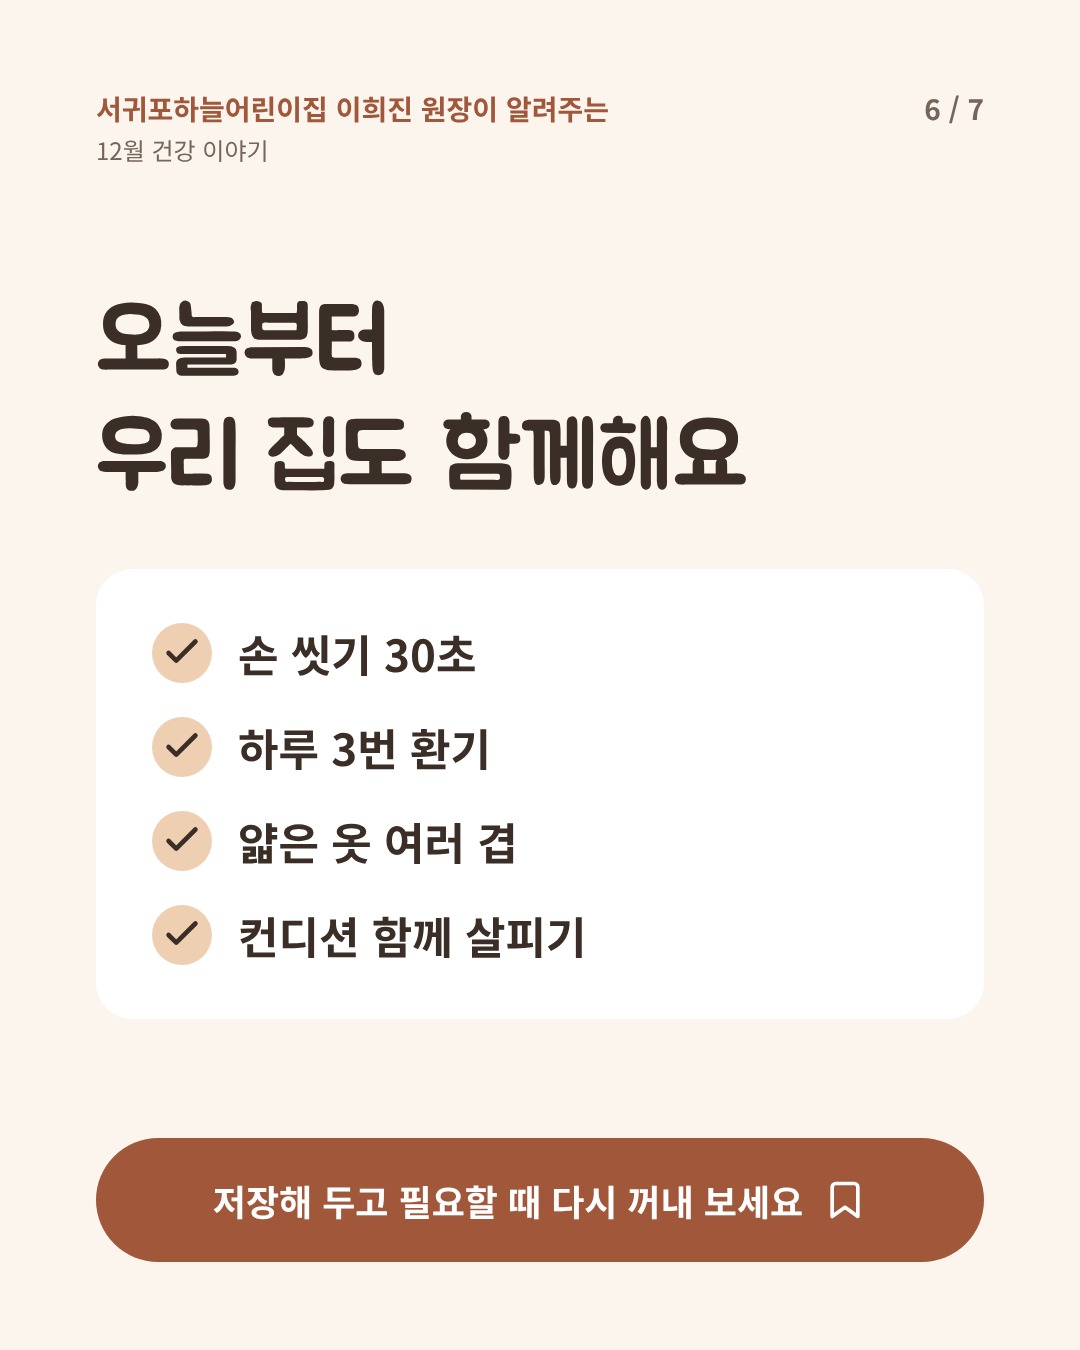 서귀포하늘어린이집 이희진 원장이 알려주는
6 / 7
12월 건강 이야기
오늘부터
우리 집도 함께해요
손 씻기 30초
하루 3번 환기
얇은 옷 여러 겹
컨디션 함께 살피기
저장해 두고 필요할 때 다시 꺼내 보세요